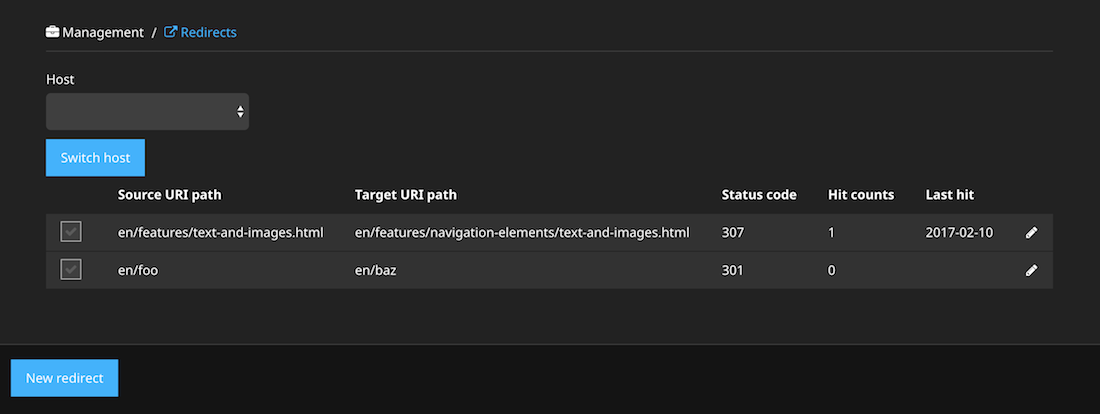 Management / Redirects
Host
Switch host
Source URI path Target URI path Status code Hit counts Last hit
en/features/text-and-images.html en/features/navigation-elements/text-and-images.html 307 1 2017-02-10
en/foo en/baz 301 0
New redirect